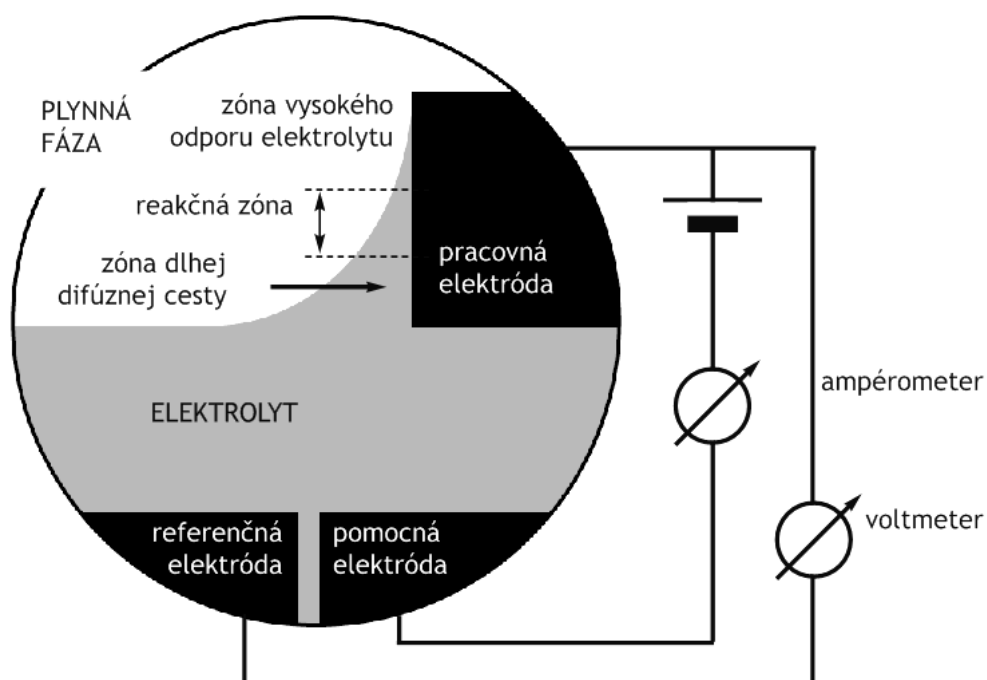 PLYNNÁ
FÁZA
zóna vysokého
odporu elektrolytu
reakčná zóna
zóna dlhej
difúznej cesty
pracovná
elektróda
ELEKTROLYT
referenčná
elektróda
pomocná
elektróda
ampérometer
voltmeter